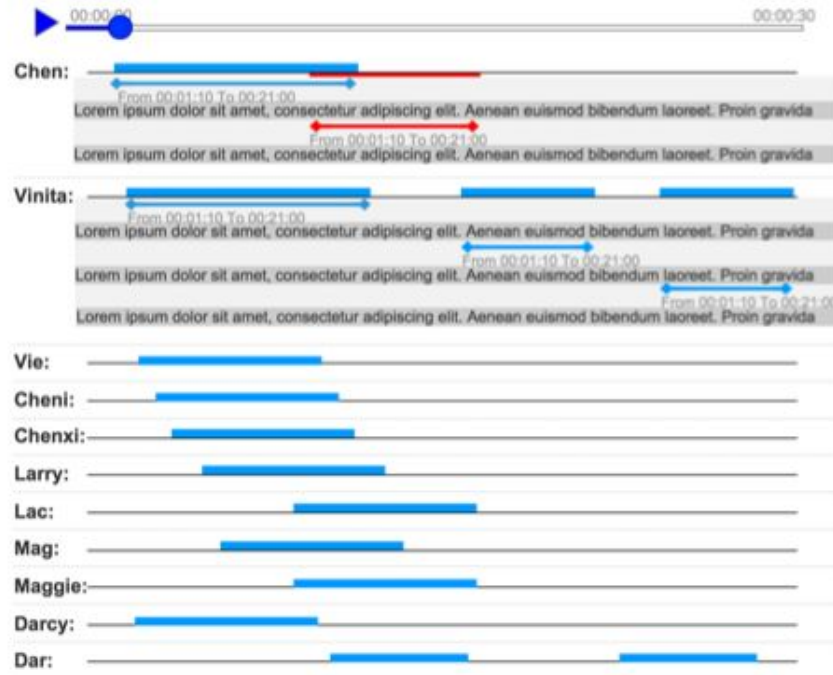 00:00:00 00:00:30
Chen:
From 00:01:10 To 00:21:00
Lorem ipsum dolor sit amet, consectetur adipiscing elit. Aenean euismod bibendum laoreet. Proin gravida
From 00:01:10 To 00:21:00
Lorem ipsum dolor sit amet, consectetur adipiscing elit. Aenean euismod bibendum laoreet. Proin gravida
Vinita:
From 00:01:10 To 00:21:00
Lorem ipsum dolor sit amet, consectetur adipiscing elit. Aenean euismod bibendum laoreet. Proin gravida
From 00:01:10 To 00:21:00
Lorem ipsum dolor sit amet, consectetur adipiscing elit. Aenean euismod bibendum laoreet. Proin gravida
From 00:01:10 To 00:21:00
Lorem ipsum dolor sit amet, consectetur adipiscing elit. Aenean euismod bibendum laoreet. Proin gravida
Vie:
Cheni:
Chenxi:
Larry:
Lac:
Mag:
Maggie:
Darcy:
Dar: